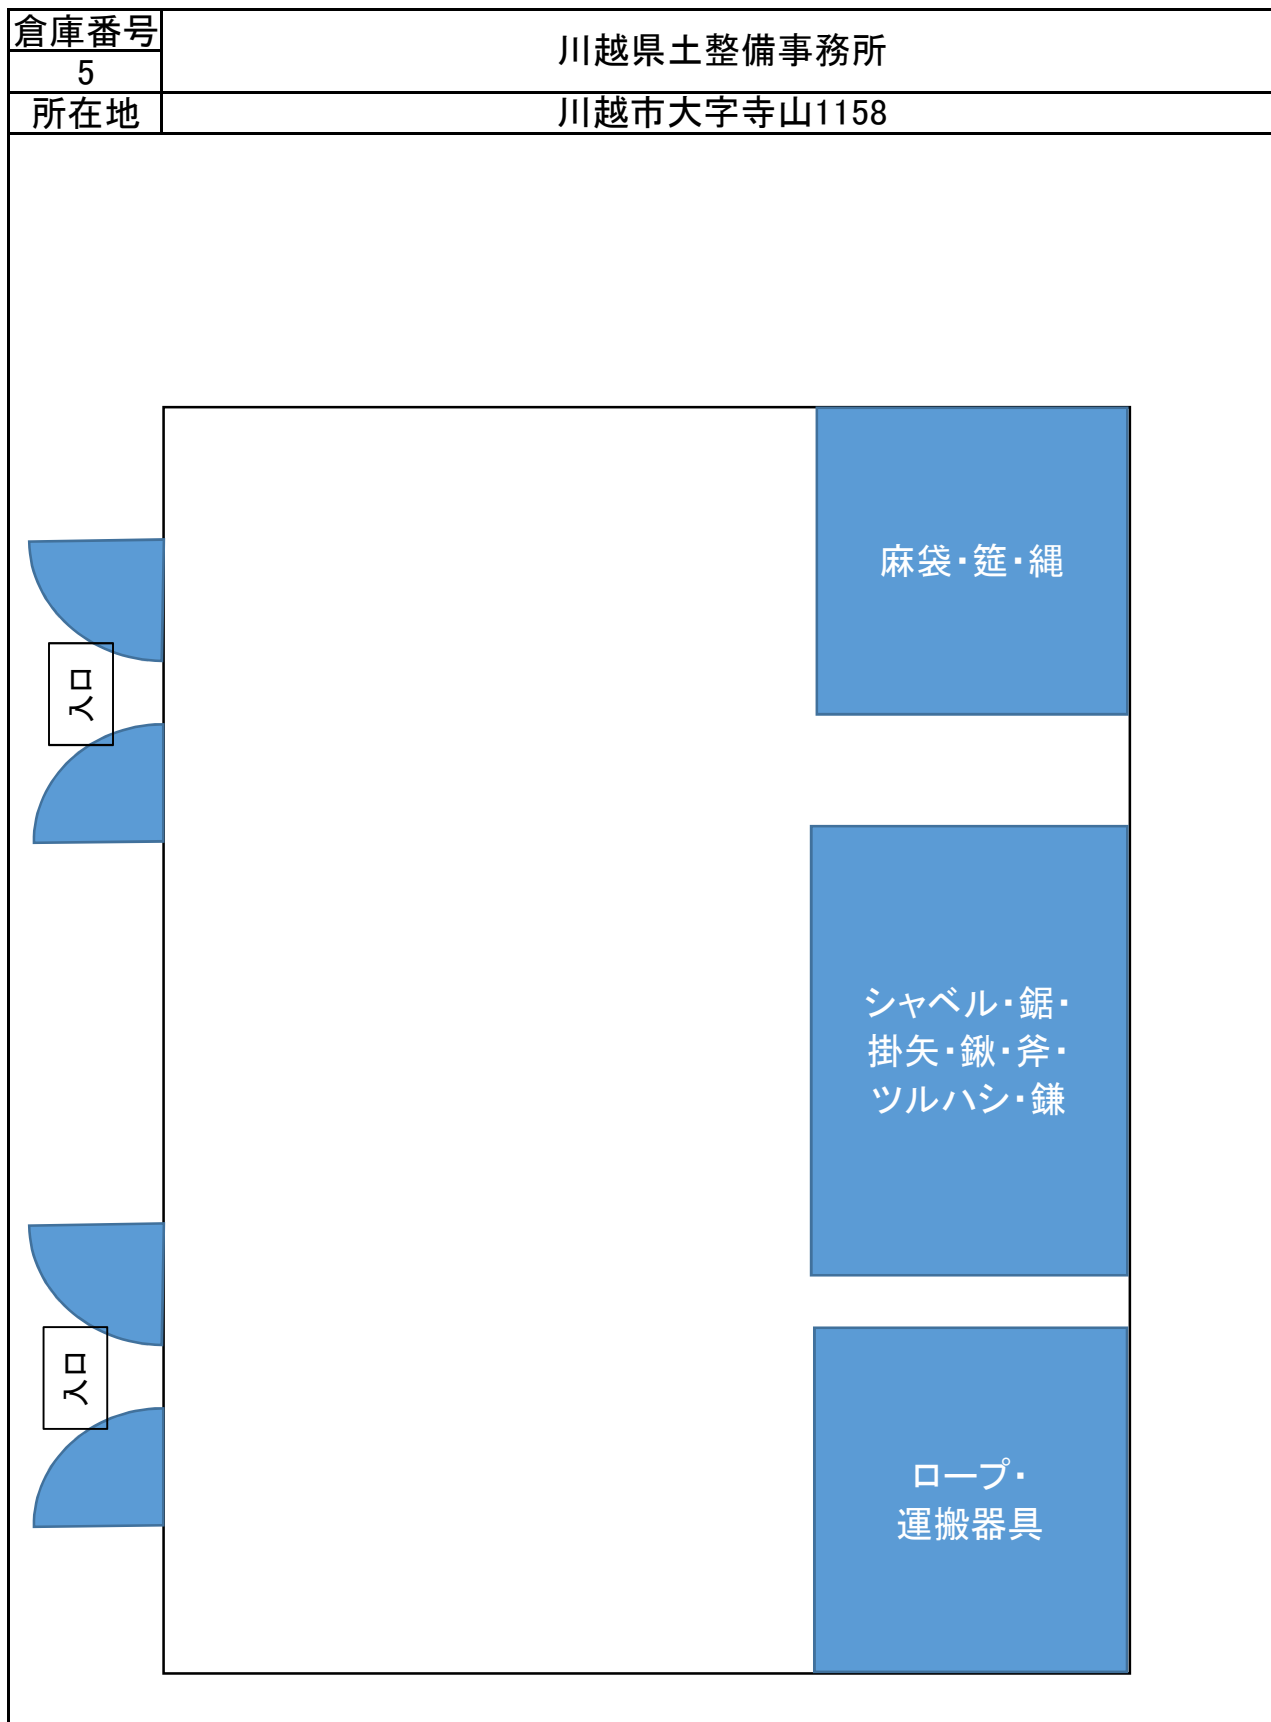 倉庫番号
川越県土整備事務所
5
所在地
川越市大字寺山1158
麻袋・筵・縄
入口
シャベル・鋸・
掛矢・鍬・斧・
ツルハシ・鎌
入口
ロープ・
運搬器具